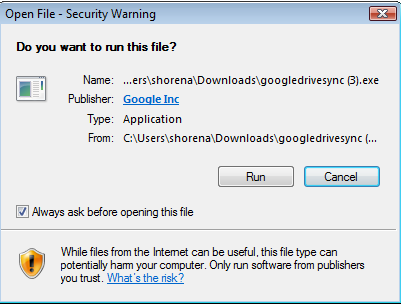 Open File - Security Warning
Do you want to run this file?
Name: ...ers\shorena\Downloads\googledrivesync (3).exe
Publisher: Google Inc
Type: Application
From: C:\Users\shorena\Downloads\googledrivesync (...
Run Cancel
Always ask before opening this file
While files from the Internet can be useful, this file type can
potentially harm your computer. Only run software from publishers
you trust. What's the risk?